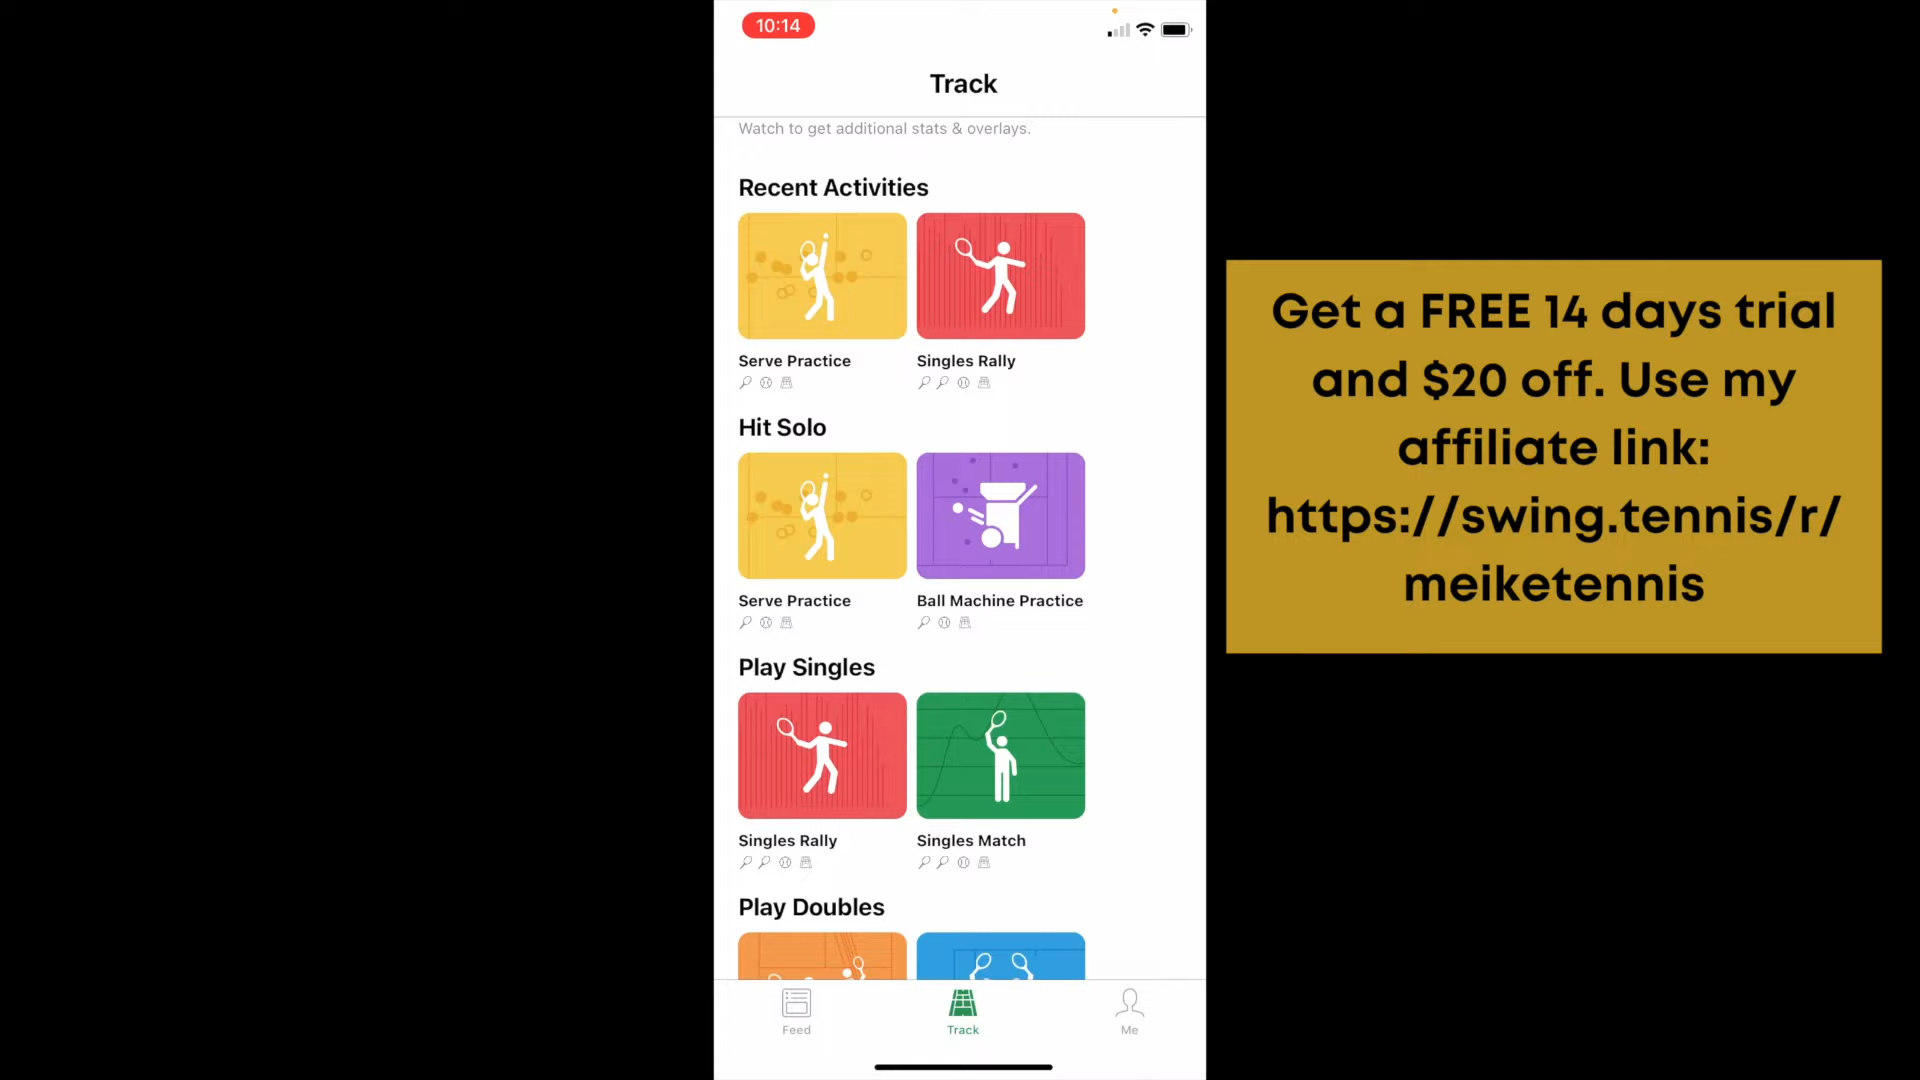 10:14
Track
Watch to get additional stats & overlays.
Recent Activities
Serve Practice
Singles Rally
Hit Solo
Serve Practice
Ball Machine Practice
Play Singles
Singles Rally
Singles Match
Play Doubles
Feed
Track
Me
Get a FREE 14 days trial
and $20 off. Use my
affiliate link:
https://swing.tennis/r/
meiketennis